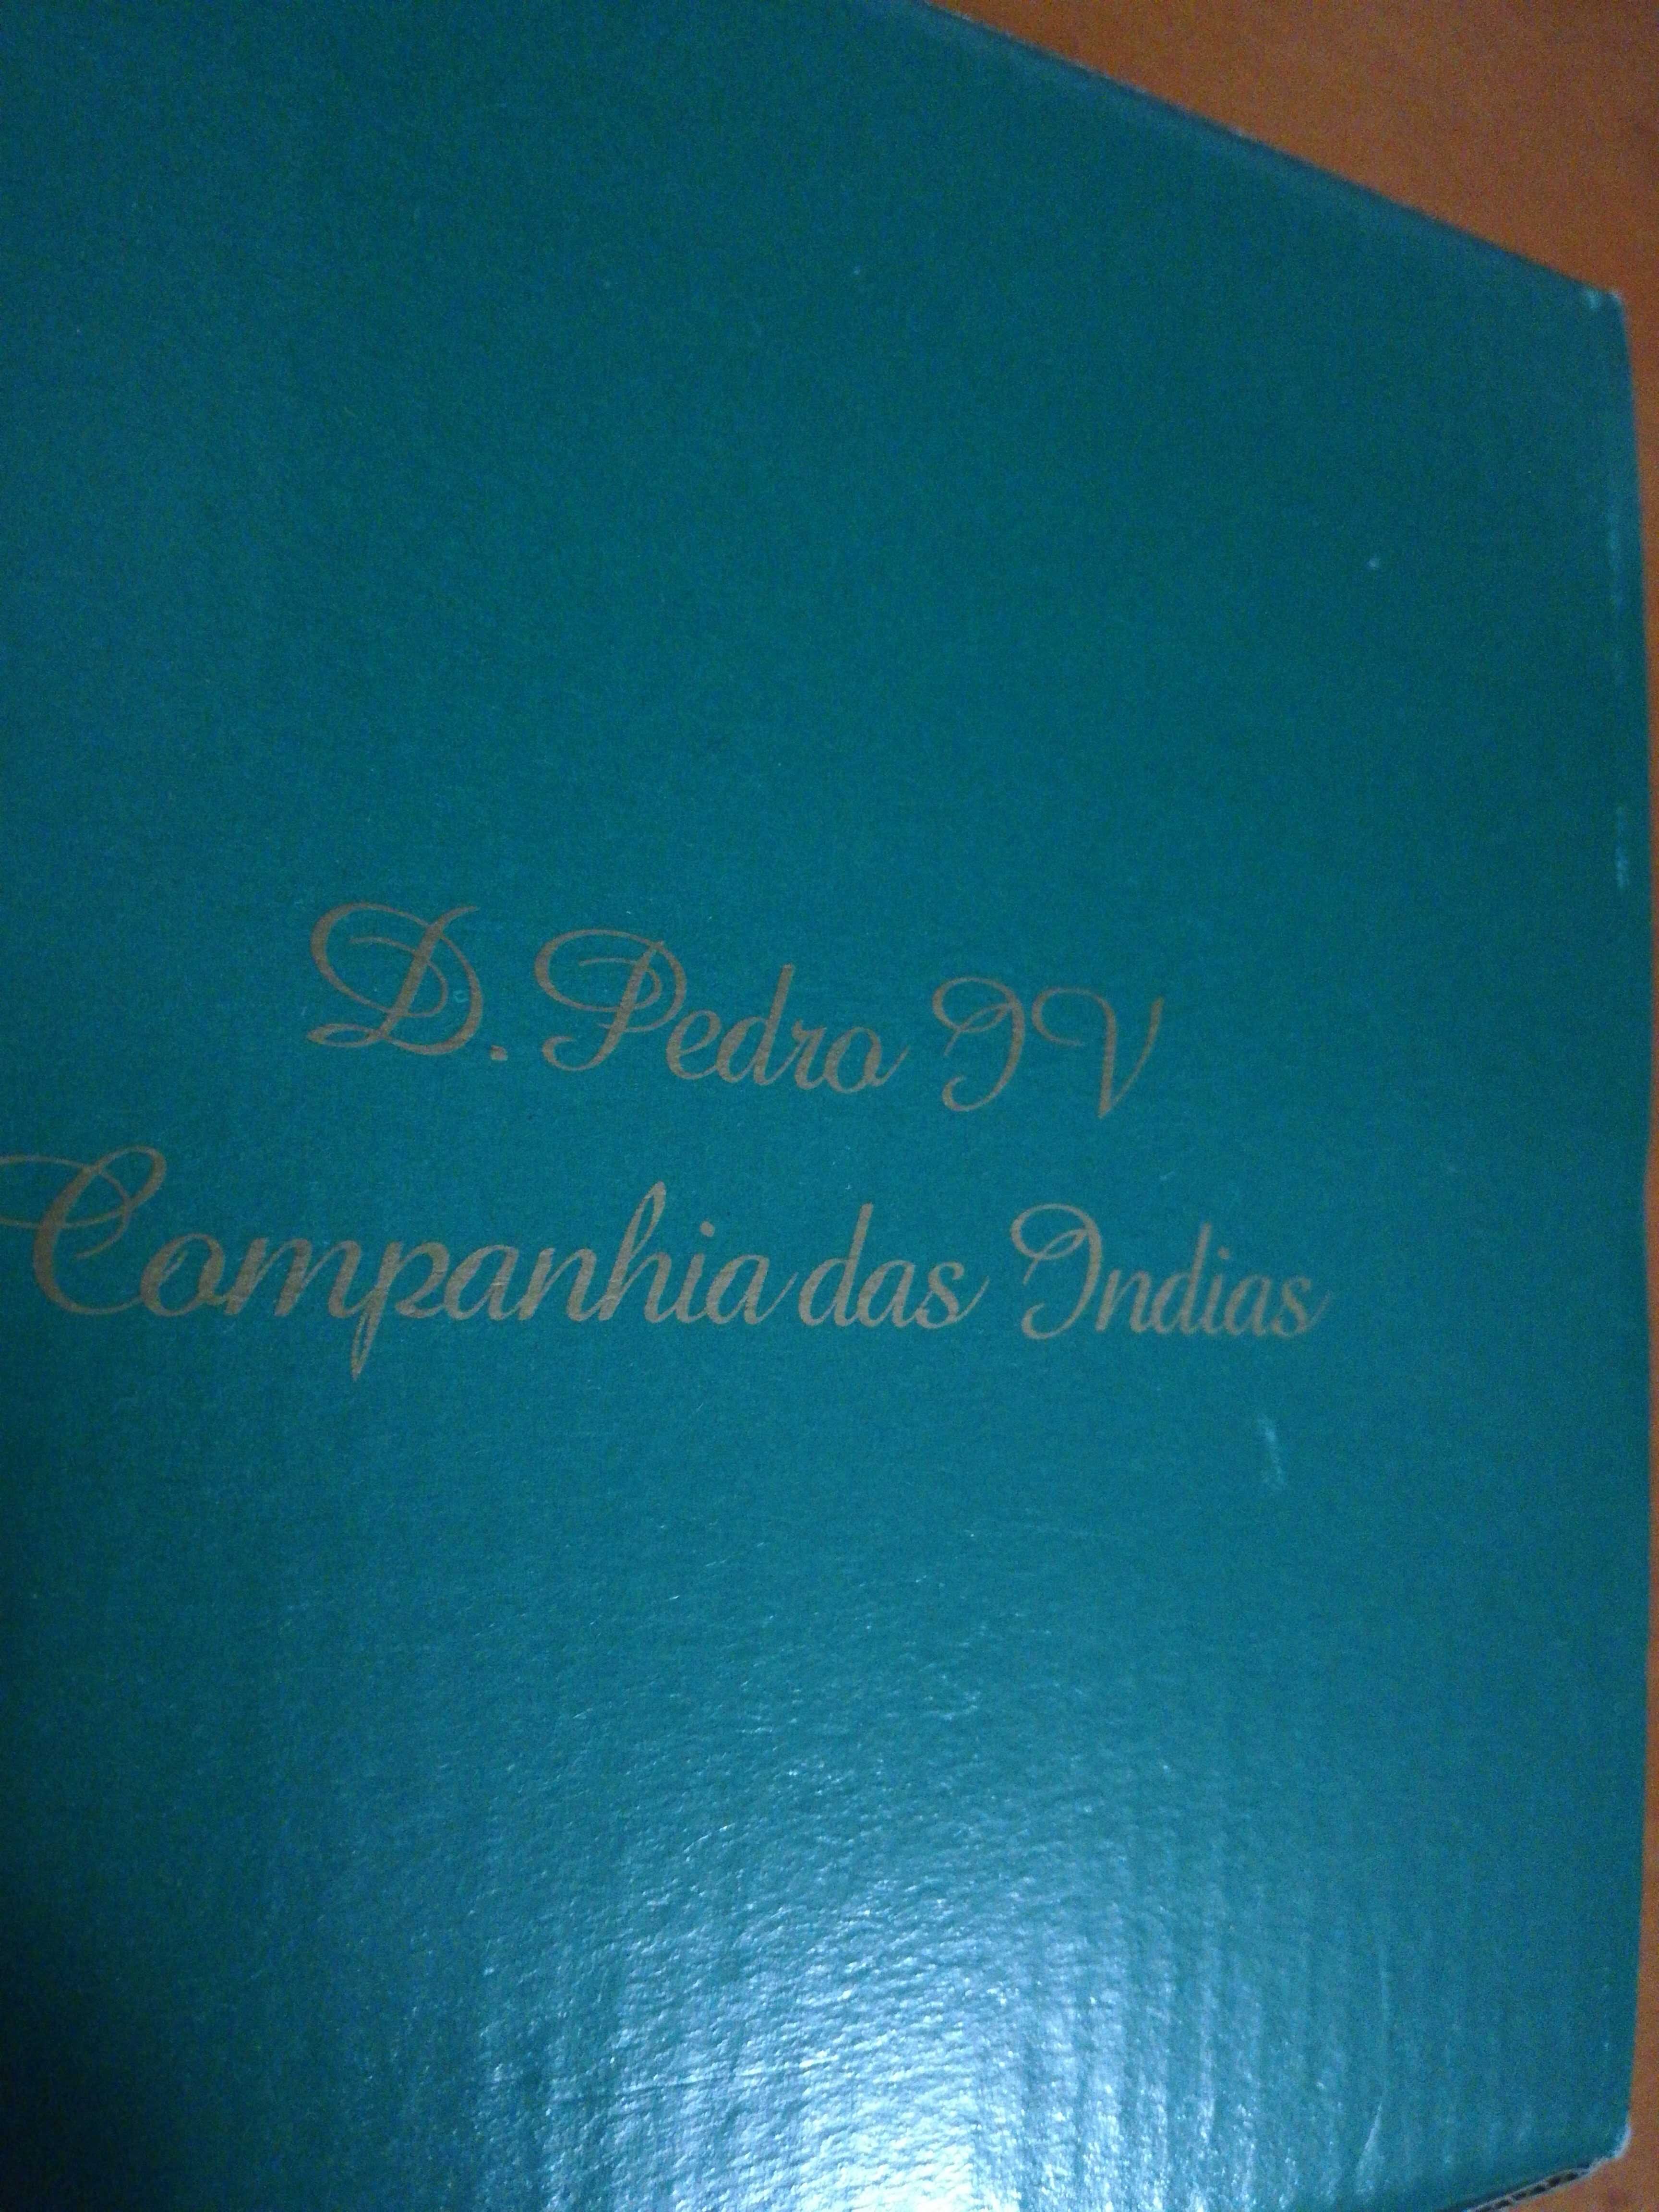 D. Pedro IV
Companhia das Indias